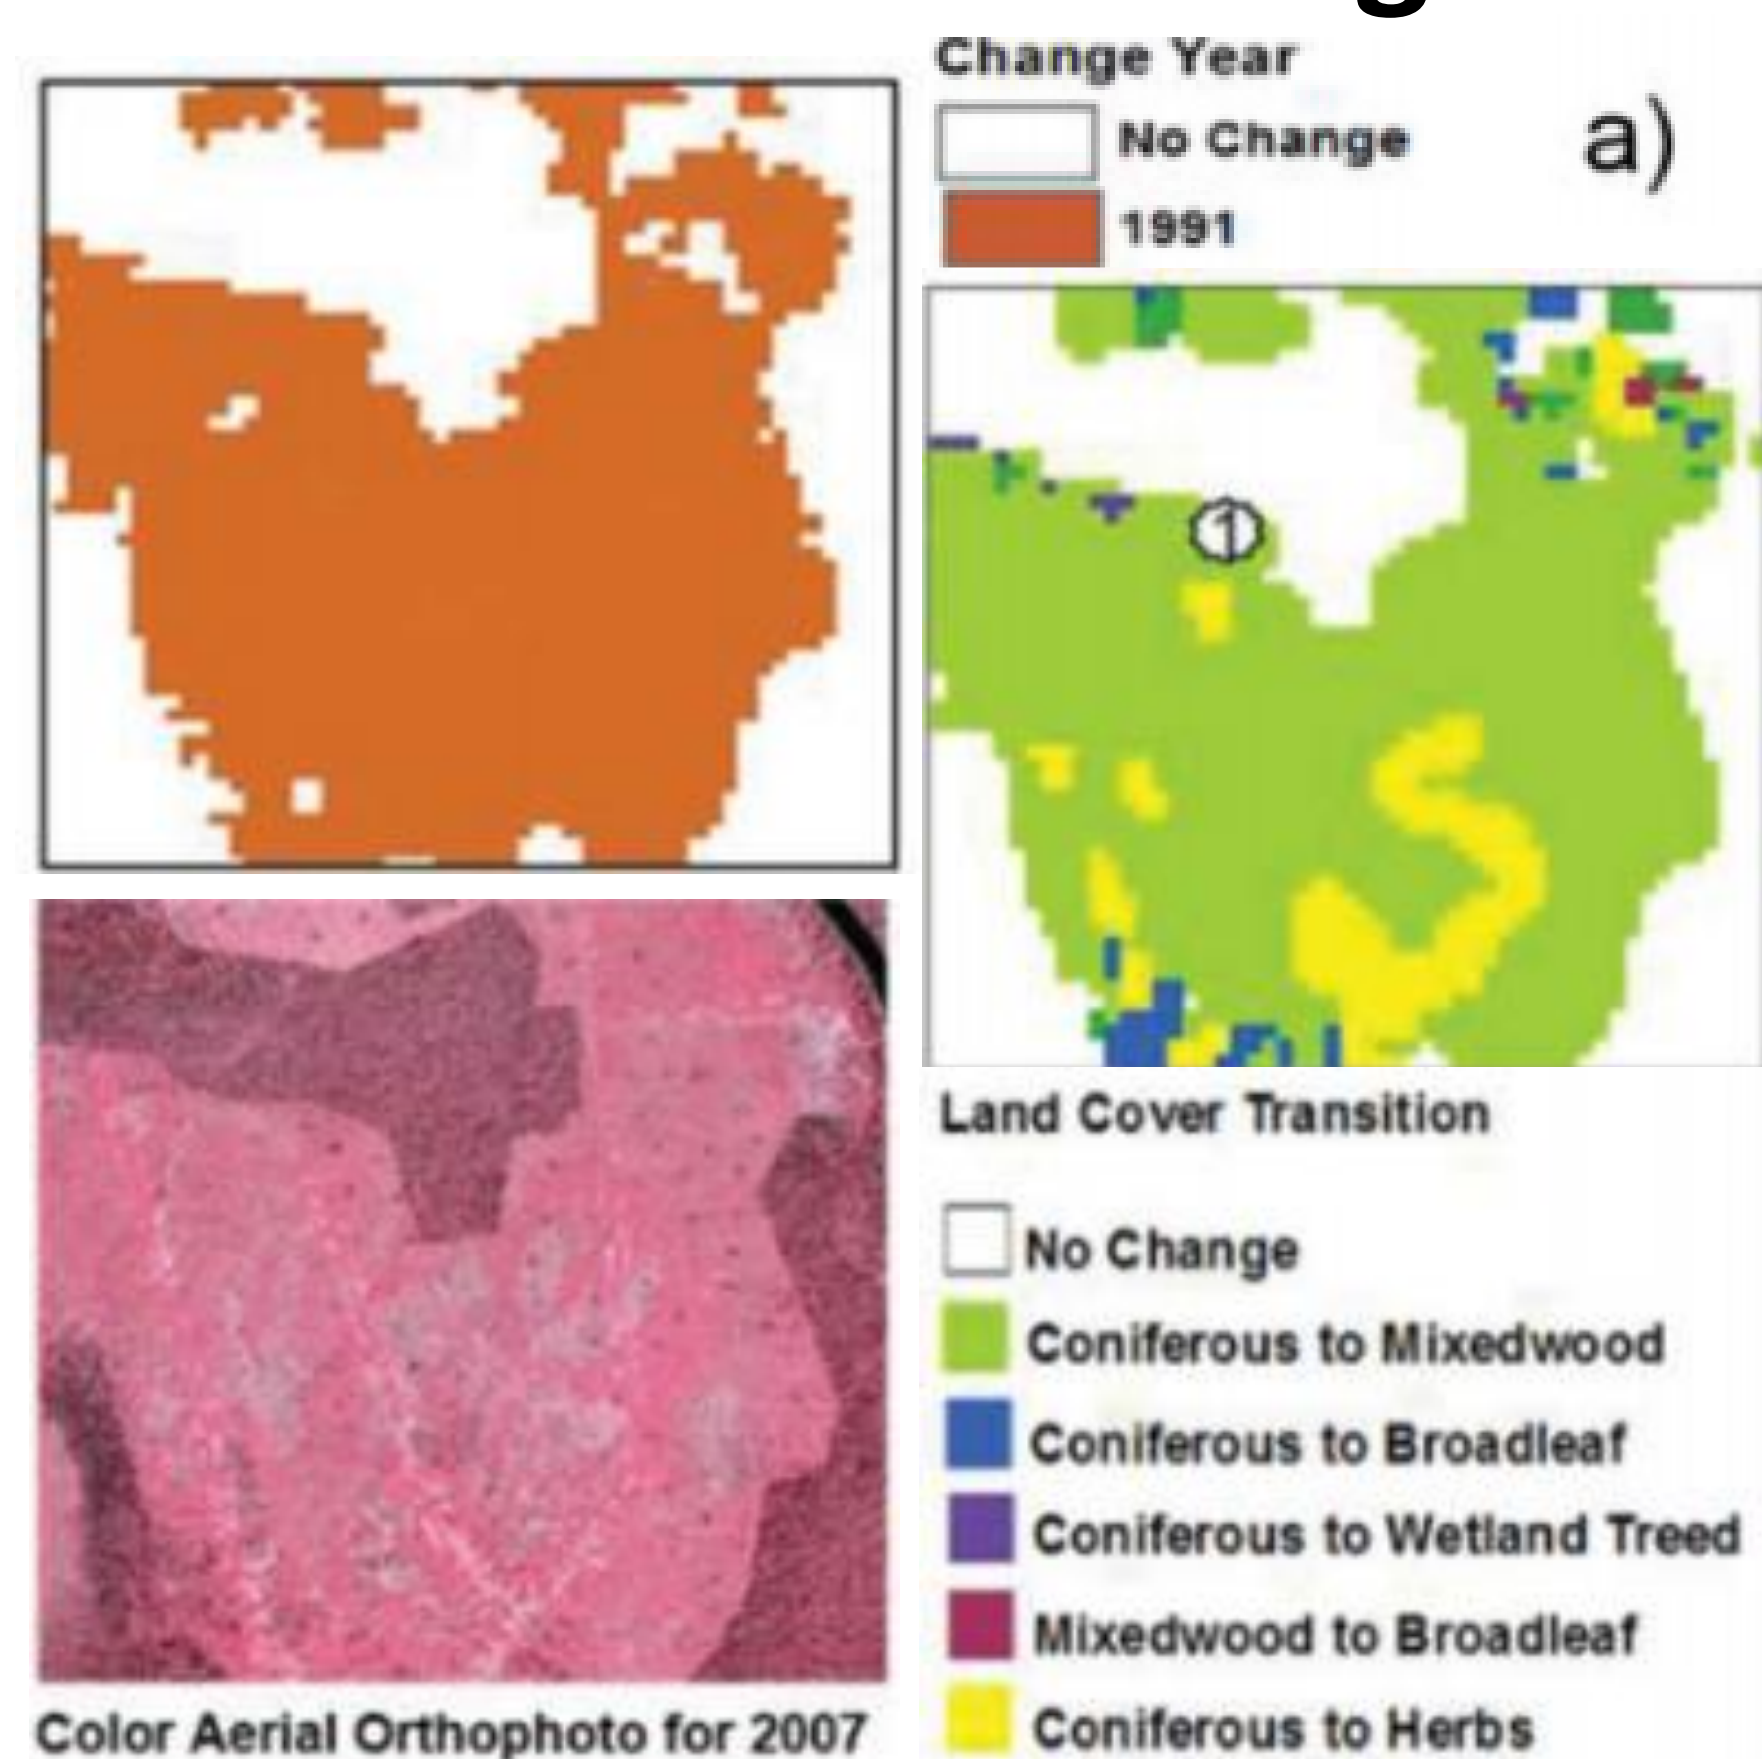 Change Year
No Change
a)
1991
1
Land Cover Transition
No Change
Coniferous to Mixedwood
Coniferous to Broadleaf
Coniferous to Wetland Treed
Mixedwood to Broadleaf
Coniferous to Herbs
Color Aerial Orthophoto for 2007